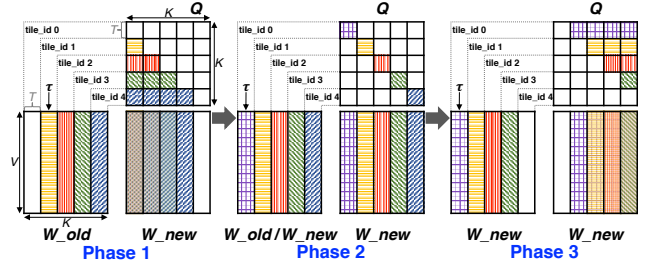 K Q
tile_id 0
T
tile_id 1
tile_id 2
K
tile_id 3
T τ
tile_id 4
V
K
W_old W_new
Phase 1
Q
tile_id 0
tile_id 1
tile_id 2
tile_id 3
τ
tile_id 4
W_old/W_new W_new
Phase 2
Q
tile_id 0
tile_id 1
tile_id 2
tile_id 3
τ
tile_id 4
W_new W_new
Phase 3